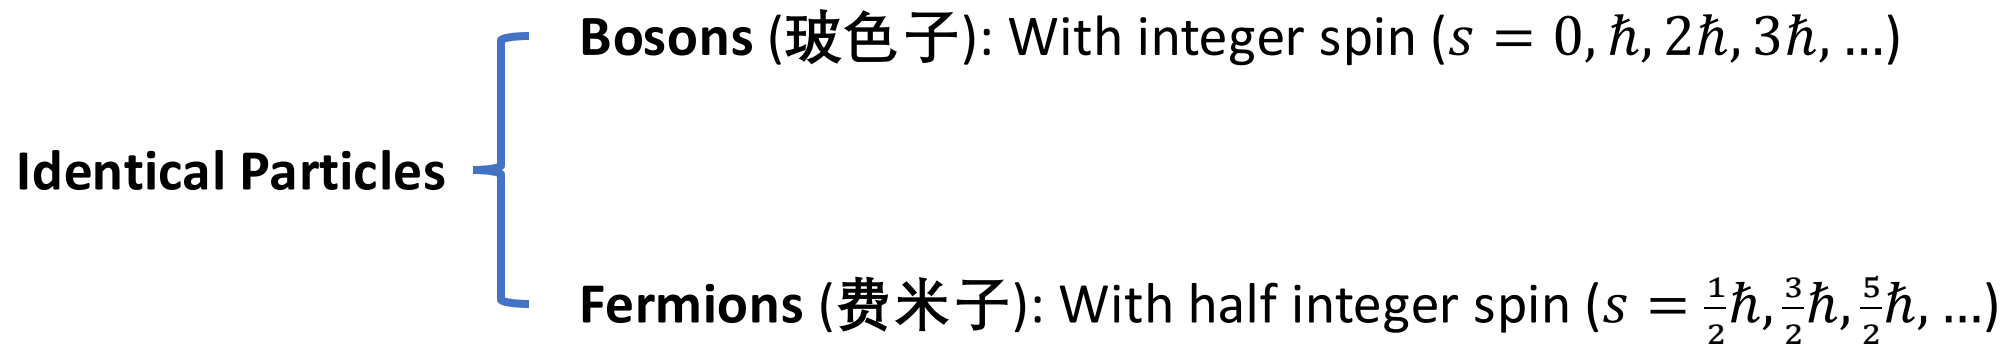 Bosons (玻色子): With integer spin (s = 0, ℏ, 2ℏ, 3ℏ, …)
Identical Particles
Fermions (费米子): With half integer spin (s = 1/2ℏ, 3/2ℏ, 5/2ℏ, …)